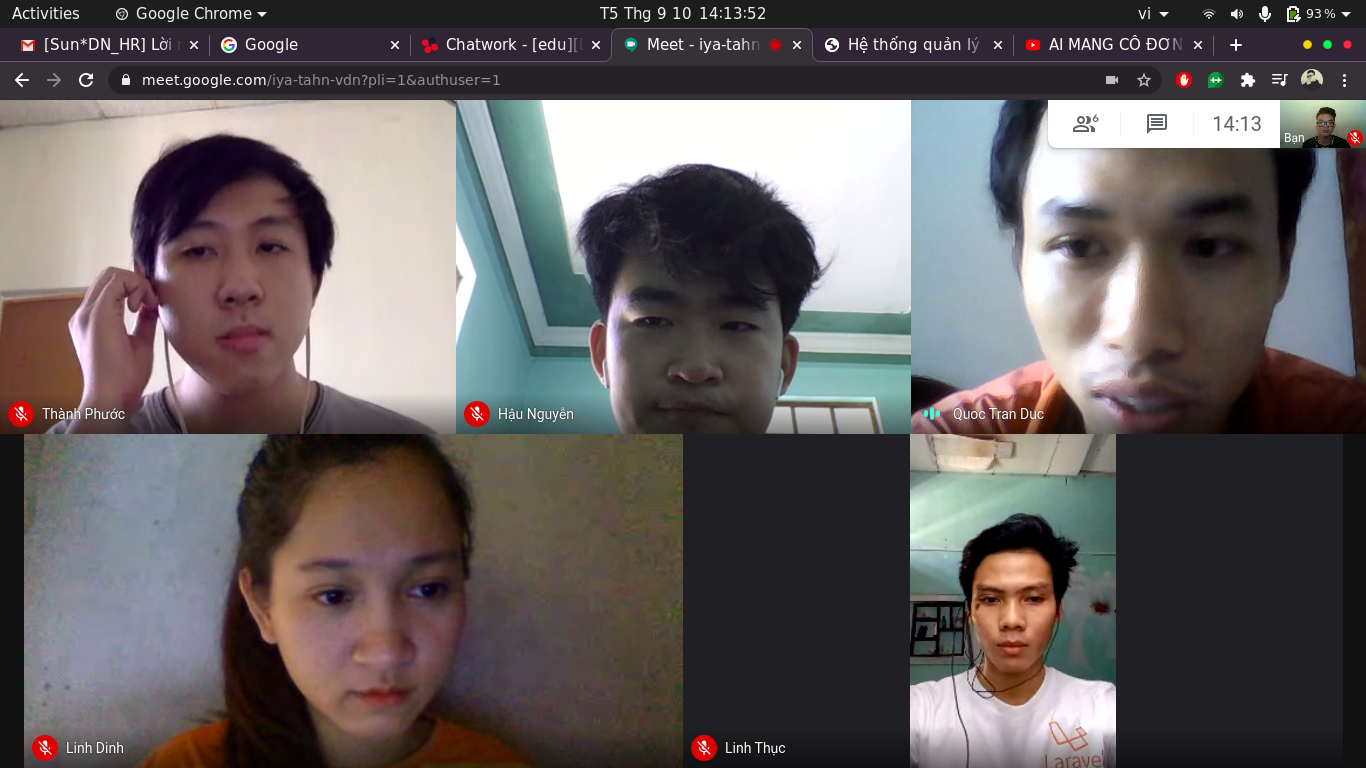 Activities Google Chrome T5 Thg 9 10 14:13:52 vi 93 %
[Sun*DN_HR] Lời Google Chatwork - [edu][ Meet - iya-tahn Hệ thống quản lý AI MANG CÔ ĐƠN
meet.google.com/iya-tahn-vdn?pli=1&authuser=1
6 14:13 Bạn
Thành Phước Hậu Nguyễn Quoc Tran Duc
Linh Dinh Linh Thục
Laravel